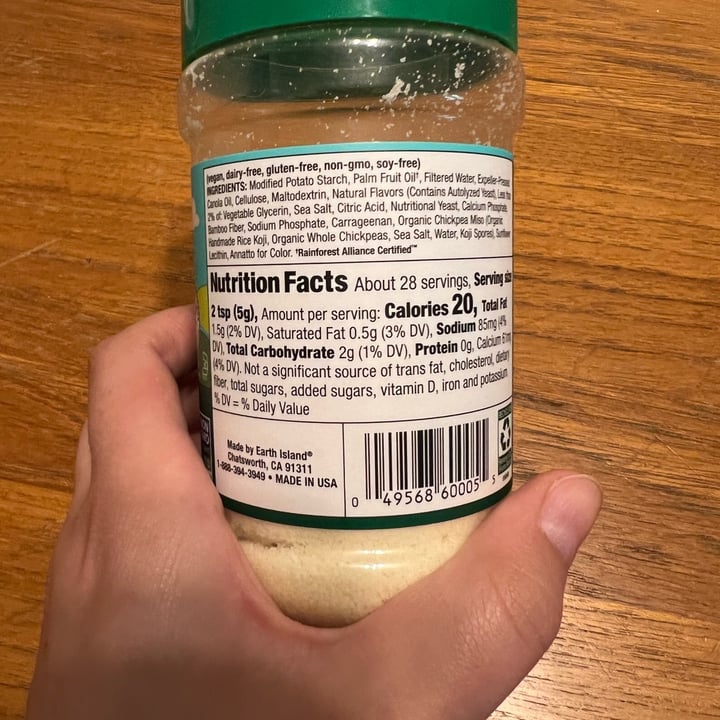 (vegan, dairy-free, gluten-free, non-gmo, soy-free)
INGREDIENTS: Modified Potato Starch, Palm Fruit Oil†, Filtered Water, Expeller-Pressed
Canola Oil, Cellulose, Maltodextrin, Natural Flavors (Contains Autolyzed Yeast), Less than
2% of: Vegetable Glycerin, Sea Salt, Citric Acid, Nutritional Yeast, Calcium Phosphate,
Bamboo Fiber, Sodium Phosphate, Carrageenan, Organic Chickpea Miso (Organic
Handmade Rice Koji, Organic Whole Chickpeas, Sea Salt, Water, Koji Spores), Sunflower
Lecithin, Annatto for Color. †Rainforest Alliance Certified™
Nutrition Facts About 28 servings, Serving size
2 tsp (5g), Amount per serving: Calories 20, Total Fat
1.5g (2% DV), Saturated Fat 0.5g (3% DV), Sodium 85mg (4%
DV), Total Carbohydrate 2g (1% DV), Protein 0g, Calcium 61mg
(4% DV). Not a significant source of trans fat, cholesterol, dietary
fiber, total sugars, added sugars, vitamin D, iron and potassium.
% DV = % Daily Value
Made by Earth Island®
Chatsworth, CA 91311
1-888-394-3949 • MADE IN USA
0 49568 60005 5